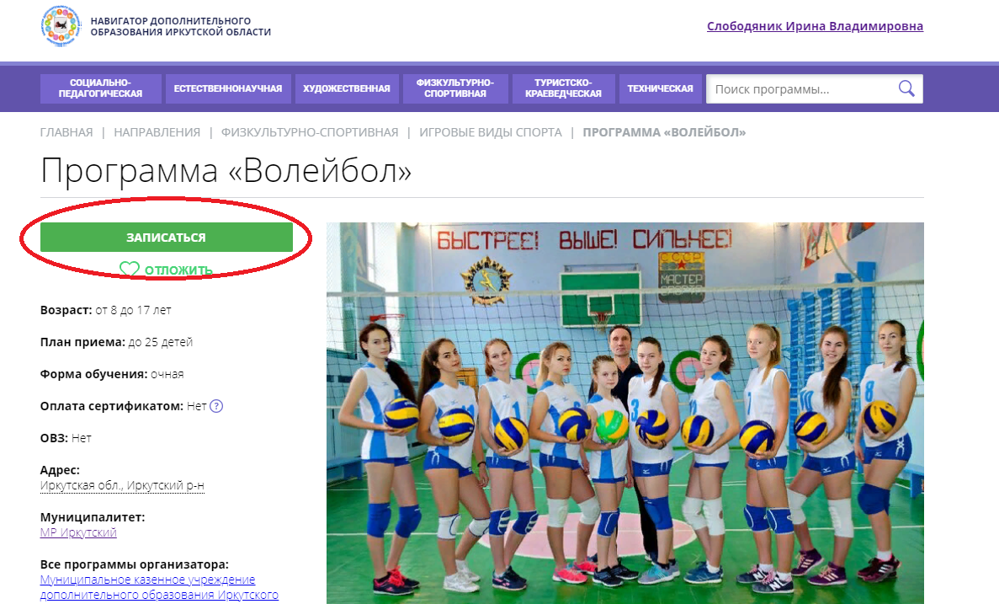 НАВИГАТОР ДОПОЛНИТЕЛЬНОГО
ОБРАЗОВАНИЯ ИРКУТСКОЙ ОБЛАСТИ
Слободяник Ирина Владимировна
СОЦИАЛЬНО-
ПЕДАГОГИЧЕСКАЯ
ЕСТЕСТВЕННОНАУЧНАЯ
ХУДОЖЕСТВЕННАЯ
ФИЗКУЛЬТУРНО-
СПОРТИВНАЯ
ТУРИСТСКО-
КРАЕВЕДЧЕСКАЯ
ТЕХНИЧЕСКАЯ
Поиск программы...
ГЛАВНАЯ | НАПРАВЛЕНИЯ | ФИЗКУЛЬТУРНО-СПОРТИВНАЯ | ИГРОВЫЕ ВИДЫ СПОРТА | ПРОГРАММА «ВОЛЕЙБОЛ»
Программа «Волейбол»
ЗАПИСАТЬСЯ
ОТЛОЖИТЬ
Возраст: от 8 до 17 лет
План приема: до 25 детей
Форма обучения: очная
Оплата сертификатом: Нет ?
ОВЗ: Нет
Адрес:
Иркутская обл., Иркутский р-н
Муниципалитет:
МР Иркутский
Все программы организатора:
Муниципальное казенное учреждение
дополнительного образования Иркутского
БЫСТРЕЕ! ВЫШЕ! СИЛЬНЕЕ!
СССР
МАСТЕР
СПОРТА